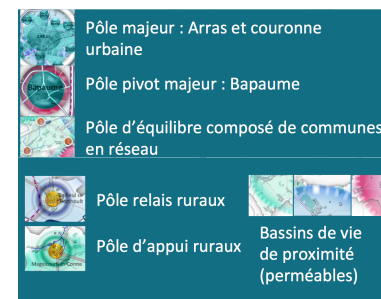 Pôle majeur : Arras et couronne
urbaine
Bapaume
Pôle pivot majeur : Bapaume
Pôle d'équilibre composé de communes
en réseau
Pôle relais ruraux
Pôle d'appui ruraux
Bassins de vie
de proximité
(perméables)